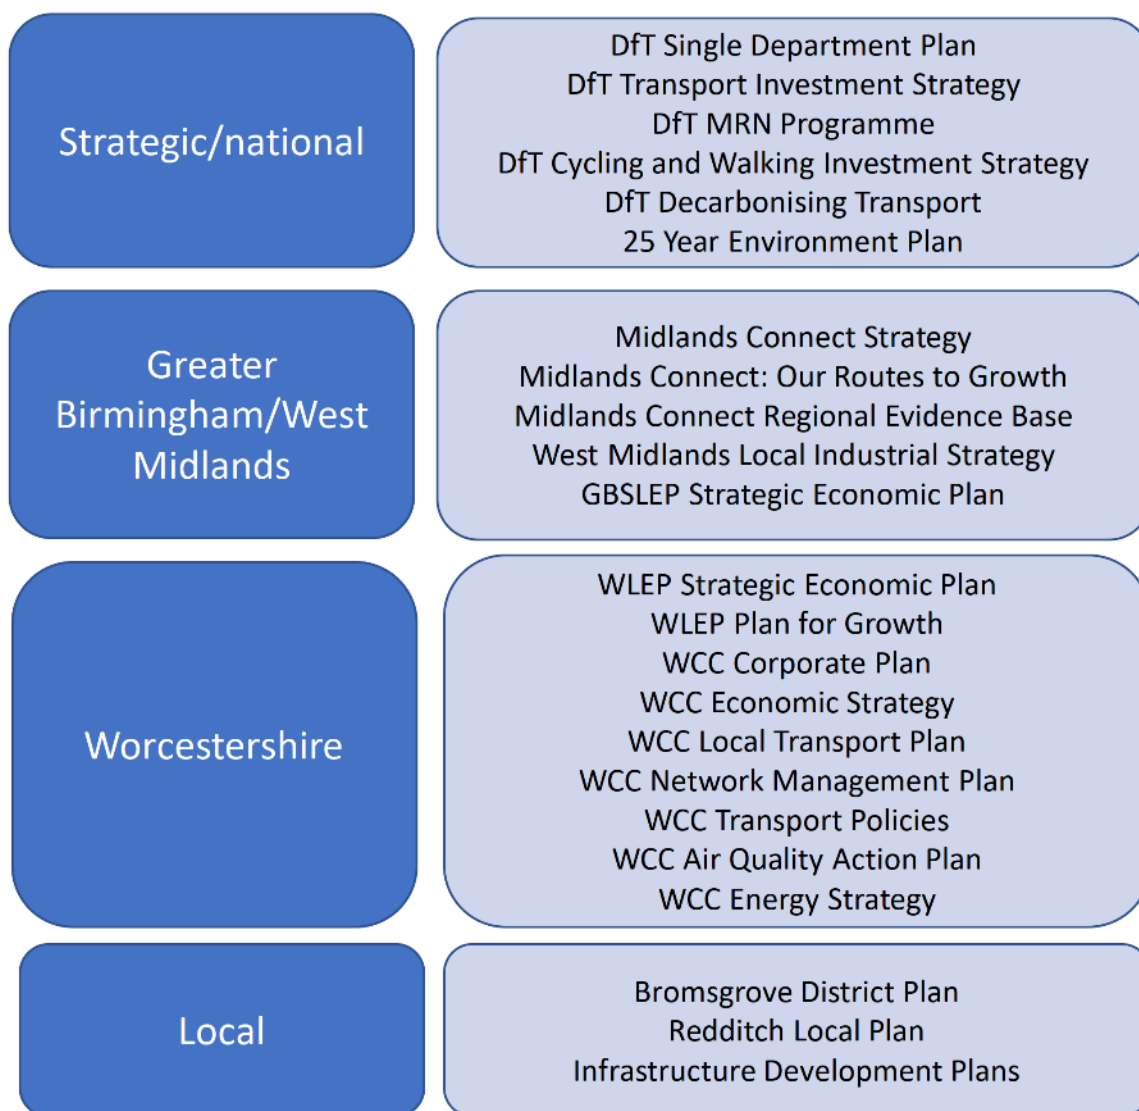 Strategic/national
DfT Single Department Plan
DfT Transport Investment Strategy
DfT MRN Programme
DfT Cycling and Walking Investment Strategy
DfT Decarbonising Transport
25 Year Environment Plan
Greater
Birmingham/West
Midlands
Midlands Connect Strategy
Midlands Connect: Our Routes to Growth
Midlands Connect Regional Evidence Base
West Midlands Local Industrial Strategy
GBSLEP Strategic Economic Plan
Worcestershire
WLEP Strategic Economic Plan
WLEP Plan for Growth
WCC Corporate Plan
WCC Economic Strategy
WCC Local Transport Plan
WCC Network Management Plan
WCC Transport Policies
WCC Air Quality Action Plan
WCC Energy Strategy
Local
Bromsgrove District Plan
Redditch Local Plan
Infrastructure Development Plans